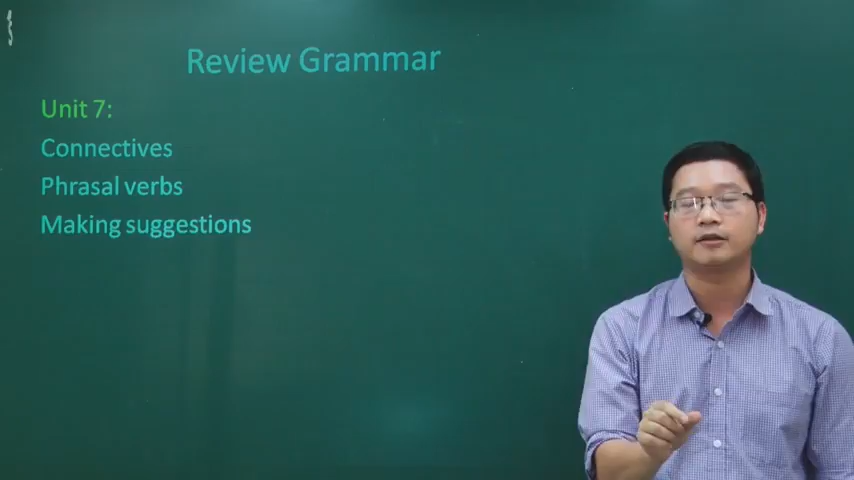 Review Grammar
Unit 7:
Connectives
Phrasal verbs
Making suggestions